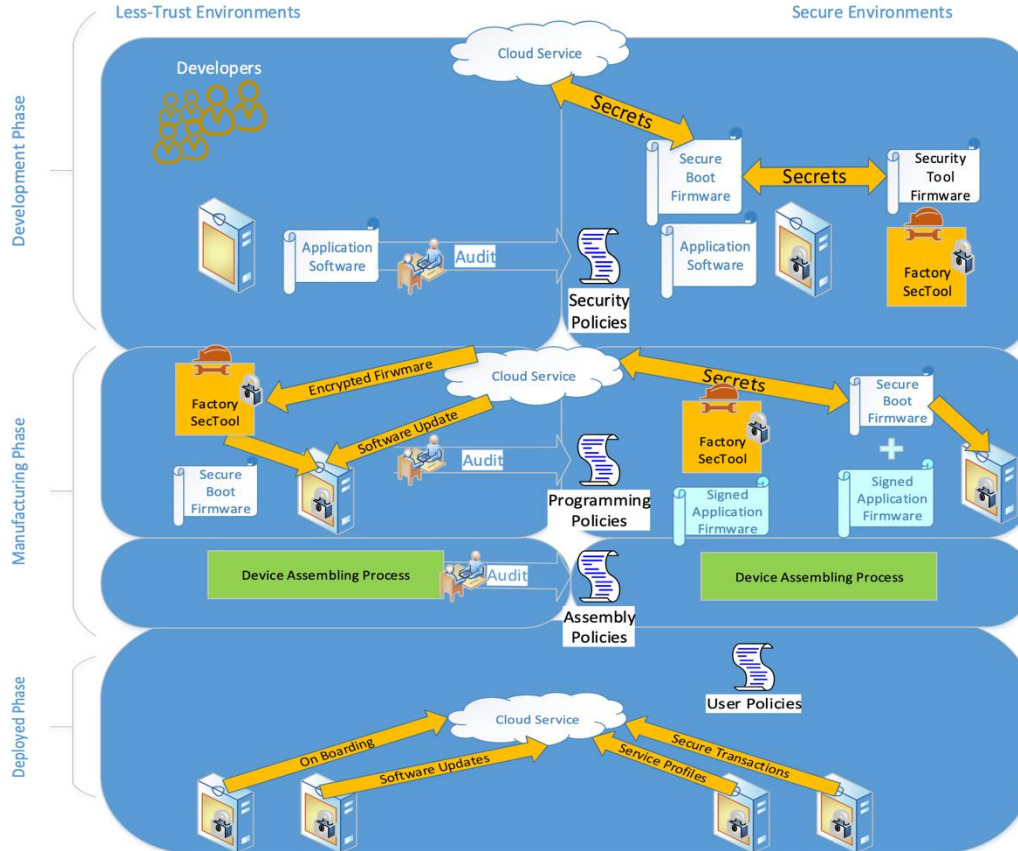 Less-Trust Environments
Secure Environments
Development Phase
Cloud Service
Developers
Secrets
Secure
Boot
Firmware
Secrets
Security
Tool
Firmware
Application
Software
Audit
Security
Policies
Application
Software
Factory
SecTool
Manufacturing Phase
Encrypted Firwmare
Cloud Service
Secrets
Secure
Boot
Firmware
Factory
SecTool
Software Update
Factory
SecTool
Audit
Secure
Boot
Firmware
Programming
Policies
Signed
Application
Firmware
Signed
Application
Firmware
Device Assembling Process
Audit
Device Assembling Process
Assembly
Policies
Deployed Phase
User Policies
Cloud Service
On Boarding
Software Updates
Service Profiles
Secure Transactions